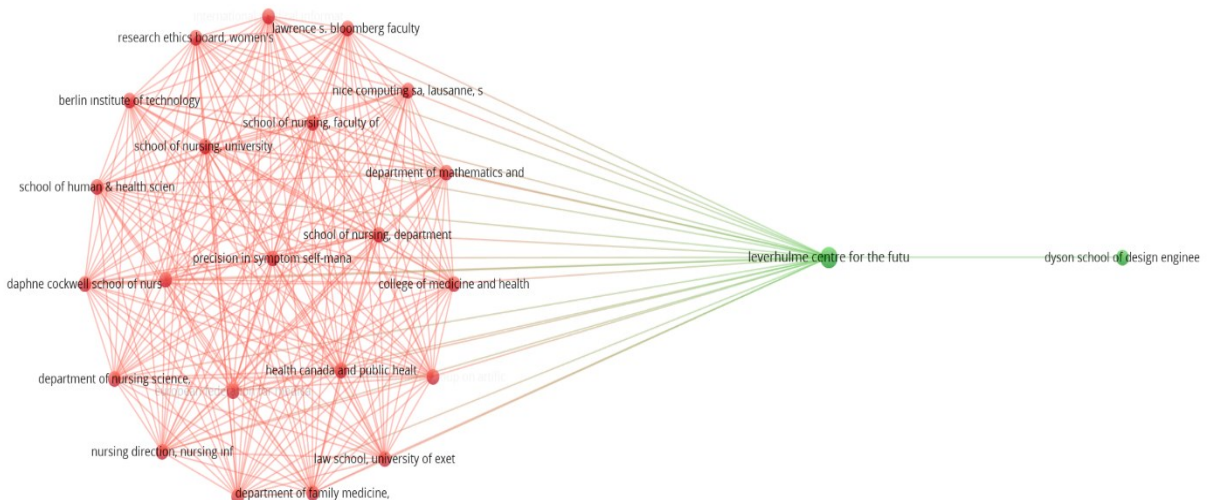 lawrence s. bloomberg faculty
research ethics board, women's
nice computing sa, lausanne, s
berlin institute of technology
school of nursing, faculty of
school of nursing, university
department of mathematics and
school of human & health scien
school of nursing, department
precision in symptom self-mana
leverhulme centre for the futu
dyson school of design enginee
daphne cockwell school of nurs
college of medicine and health
health canada and public healt
department of nursing science,
nursing direction, nursing inf
law school, university of exet
department of family medicine,